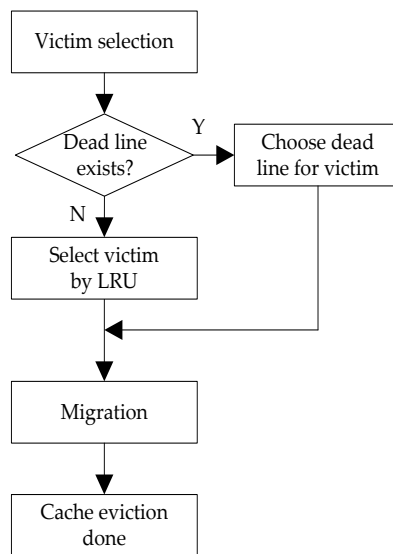 Victim selection
Dead line
exists?
Y
Choose dead
line for victim
N
Select victim
by LRU
Migration
Cache eviction
done